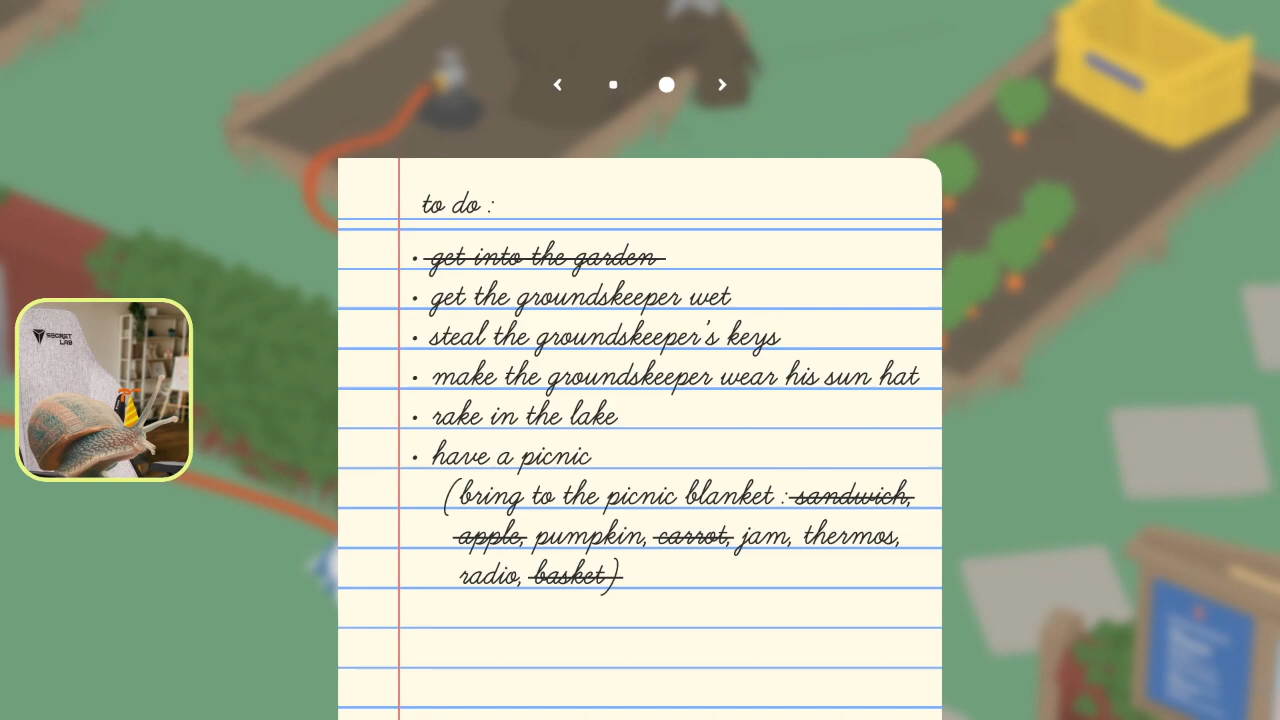 to do :
• get into the garden
• get the groundskeeper wet
• steal the groundskeeper's keys
• make the groundskeeper wear his sun hat
• rake in the lake
• have a picnic
(bring to the picnic blanket : sandwich,
apple, pumpkin, carrot, jam, thermos,
radio, basket)
SECRET
LAB